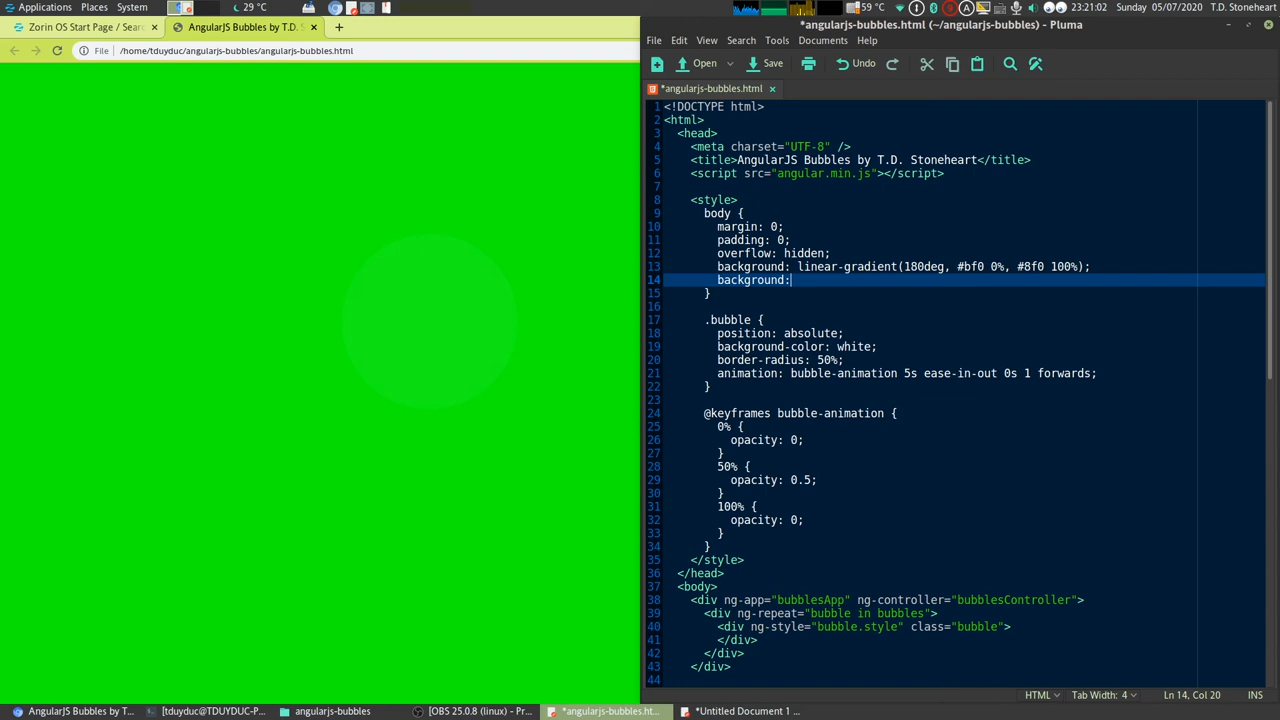 Applications Places System 29 °C 59 °C 23:21:02 Sunday 05/07/2020 T.D. Stoneheart
Zorin OS Start Page / Sear × AngularJS Bubbles by T.D. S ×
File /home/tduyduc/angularjs-bubbles/angularjs-bubbles.html
*angularjs-bubbles.html (~/angularjs-bubbles) - Pluma
File Edit View Search Tools Documents Help
Open Save Undo
*angularjs-bubbles.html ×
1 <!DOCTYPE html>
2 <html>
3 <head>
4 <meta charset="UTF-8" />
5 <title>AngularJS Bubbles by T.D. Stoneheart</title>
6 <script src="angular.min.js"></script>
7
8 <style>
9 body {
10 margin: 0;
11 padding: 0;
12 overflow: hidden;
13 background: linear-gradient(180deg, #bf0 0%, #8f0 100%);
14 background:
15 }
16
17 .bubble {
18 position: absolute;
19 background-color: white;
20 border-radius: 50%;
21 animation: bubble-animation 5s ease-in-out 0s 1 forwards;
22 }
23
24 @keyframes bubble-animation {
25 0% {
26 opacity: 0;
27 }
28 50% {
29 opacity: 0.5;
30 }
31 100% {
32 opacity: 0;
33 }
34 }
35 </style>
36 </head>
37 <body>
38 <div ng-app="bubblesApp" ng-controller="bubblesController">
39 <div ng-repeat="bubble in bubbles">
40 <div ng-style="bubble.style" class="bubble">
41 </div>
42 </div>
43 </div>
44
HTML Tab Width: 4 Ln 14, Col 20 INS
AngularJS Bubbles by T... [tduyduc@TDUYDUC-P... angularjs-bubbles [OBS 25.0.8 (linux) - Pr... *angularjs-bubbles.ht... *Untitled Document 1 ...